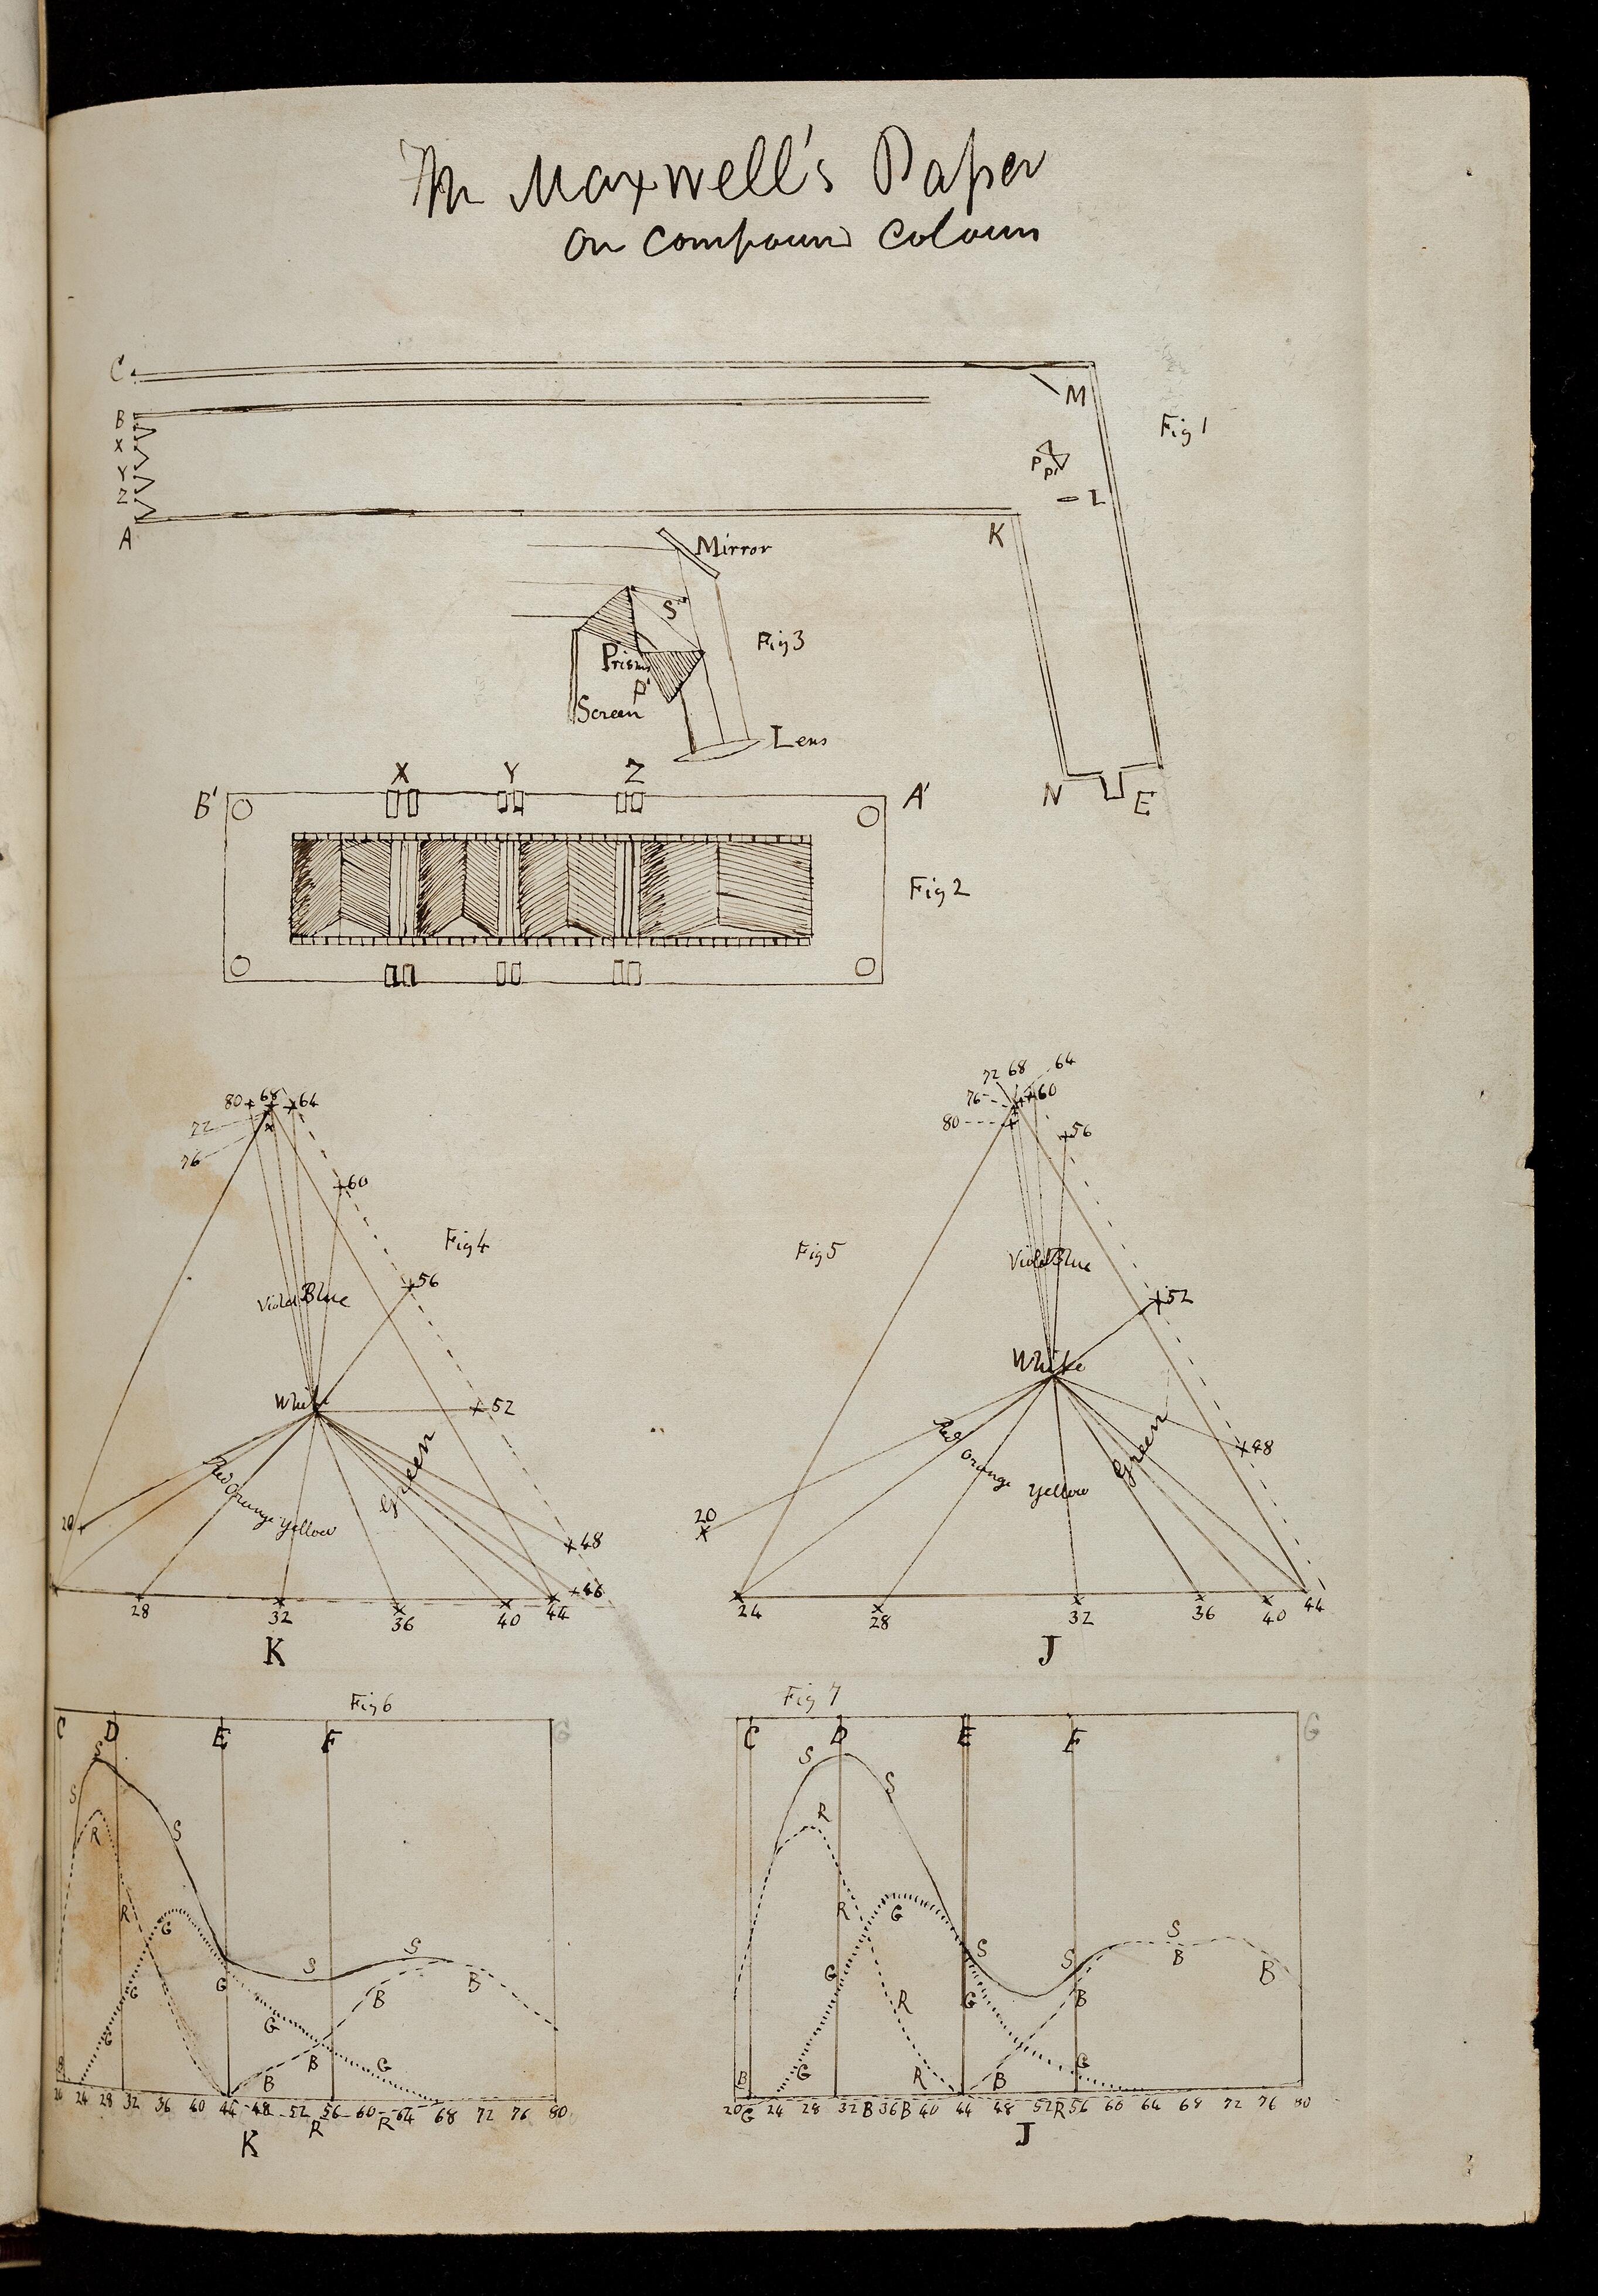 Mr Maxwell's Paper
on compound colours
C
M
B
X
Y
Z
A
P
P'
L
K
Fig 1
Mirror
S
Fig 3
Prisms
P'
Screen
Lens
N
E
X Y Z
B'
A'
Fig 2
80 68 64
72
76
60
Fig 4
56
Violet Blue
White
52
Red Orange Yellow
Green
20
48
46
28 32 36 40 44
K
72 68 64
76 60
80
56
Fig 5
Violet Blue
52
White
Red Orange Yellow
Green
48
20
24 28 32 36 40 44
J
Fig 6
C D E F G
S
S
R
S
R
G
G
S
S
G
G
B
B
G
B
G
B
B
20 24 28 32 36 40 44 48 52 56 60 64 68 72 76 80
R R
K
Fig 7
C D E F G
S
S
R
R
G
S
S
S
B
B
G
R
G
B
G
G
B
R
B
20 G 24 28 32 B 36 B 40 44 48 52 R 56 60 64 68 72 76 80
J